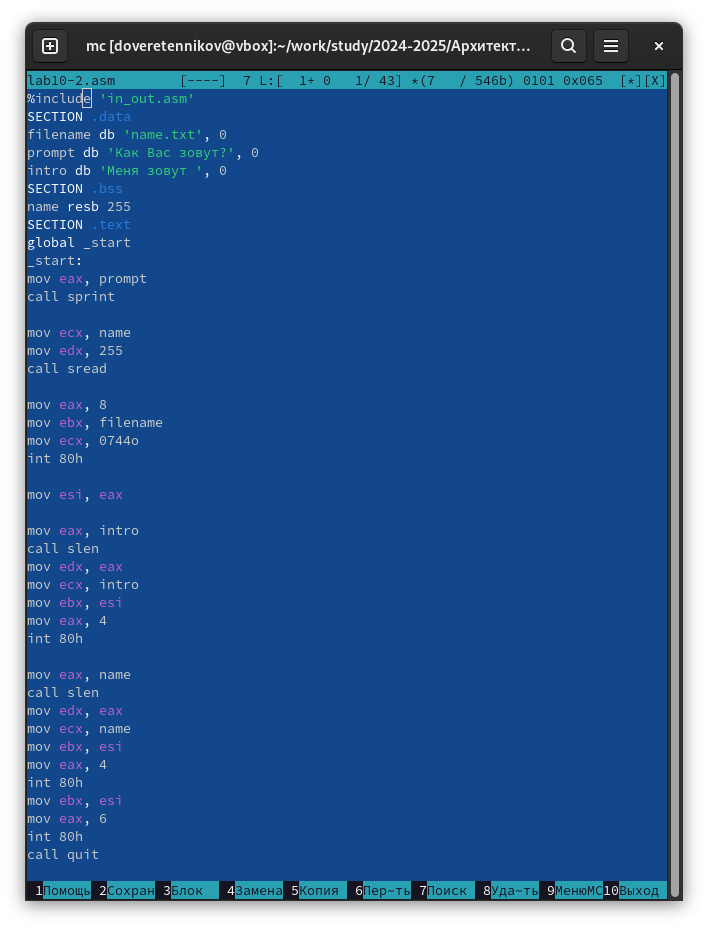 mc [doveretennikov@vbox]:~/work/study/2024-2025/Архитект…
lab10-2.asm        [----]  7 L:[  1+ 0   1/ 43] *(7   / 546b) 0101 0x065  [*][X]
%include 'in_out.asm'
SECTION .data
filename db 'name.txt', 0
prompt db 'Как Вас зовут?', 0
intro db 'Меня зовут ', 0
SECTION .bss
name resb 255
SECTION .text
global _start
_start:
mov eax, prompt
call sprint
mov ecx, name
mov edx, 255
call sread
mov eax, 8
mov ebx, filename
mov ecx, 0744o
int 80h
mov esi, eax
mov eax, intro
call slen
mov edx, eax
mov ecx, intro
mov ebx, esi
mov eax, 4
int 80h
mov eax, name
call slen
mov edx, eax
mov ecx, name
mov ebx, esi
mov eax, 4
int 80h
mov ebx, esi
mov eax, 6
int 80h
call quit
1Помощь 2Сохран 3Блок 4Замена 5Копия 6Пер~ть 7Поиск 8Уда~ть 9МенюMC 10Выход